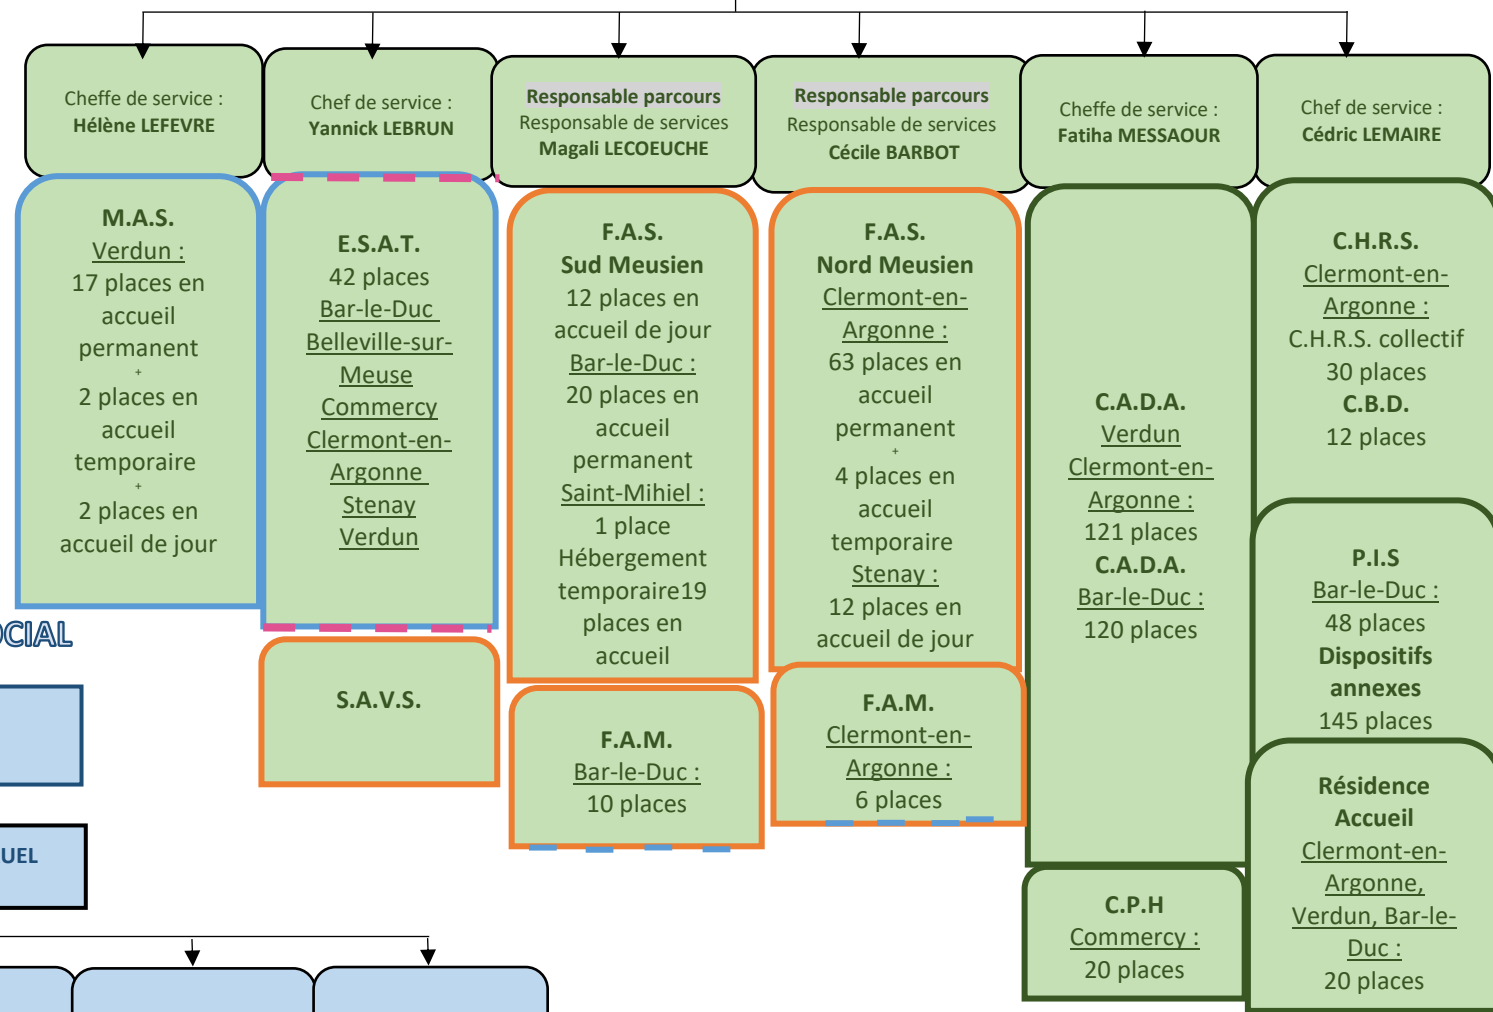 Cheffe de service :
Hélène LEFEVRE
Chef de service :
Yannick LEBRUN
Responsable parcours
Responsable de services
Magali LECOEUCHE
Responsable parcours
Responsable de services
Cécile BARBOT
Cheffe de service :
Fatiha MESSAOUR
Chef de service :
Cédric LEMAIRE
M.A.S.
Verdun :
17 places en
accueil
permanent
+
2 places en
accueil
temporaire
+
2 places en
accueil de jour
E.S.A.T.
42 places
Bar-le-Duc
Belleville-sur-
Meuse
Commercy
Clermont-en-
Argonne
Stenay
Verdun
S.A.V.S.
F.A.S.
Sud Meusien
12 places en
accueil de jour
Bar-le-Duc :
20 places en
accueil
permanent
Saint-Mihiel :
1 place
Hébergement
temporaire19
places en
accueil
F.A.M.
Bar-le-Duc :
10 places
F.A.S.
Nord Meusien
Clermont-en-
Argonne :
63 places en
accueil
permanent
+
4 places en
accueil
temporaire
Stenay :
12 places en
accueil de jour
F.A.M.
Clermont-en-
Argonne :
6 places
C.A.D.A.
Verdun
Clermont-en-
Argonne :
121 places
C.A.D.A.
Bar-le-Duc :
120 places
C.P.H
Commercy :
20 places
C.H.R.S.
Clermont-en-
Argonne :
C.H.R.S. collectif
30 places
C.B.D.
12 places
P.I.S
Bar-le-Duc :
48 places
Dispositifs
annexes
145 places
Résidence
Accueil
Clermont-en-
Argonne,
Verdun, Bar-le-
Duc :
20 places
OCIAL
UEL